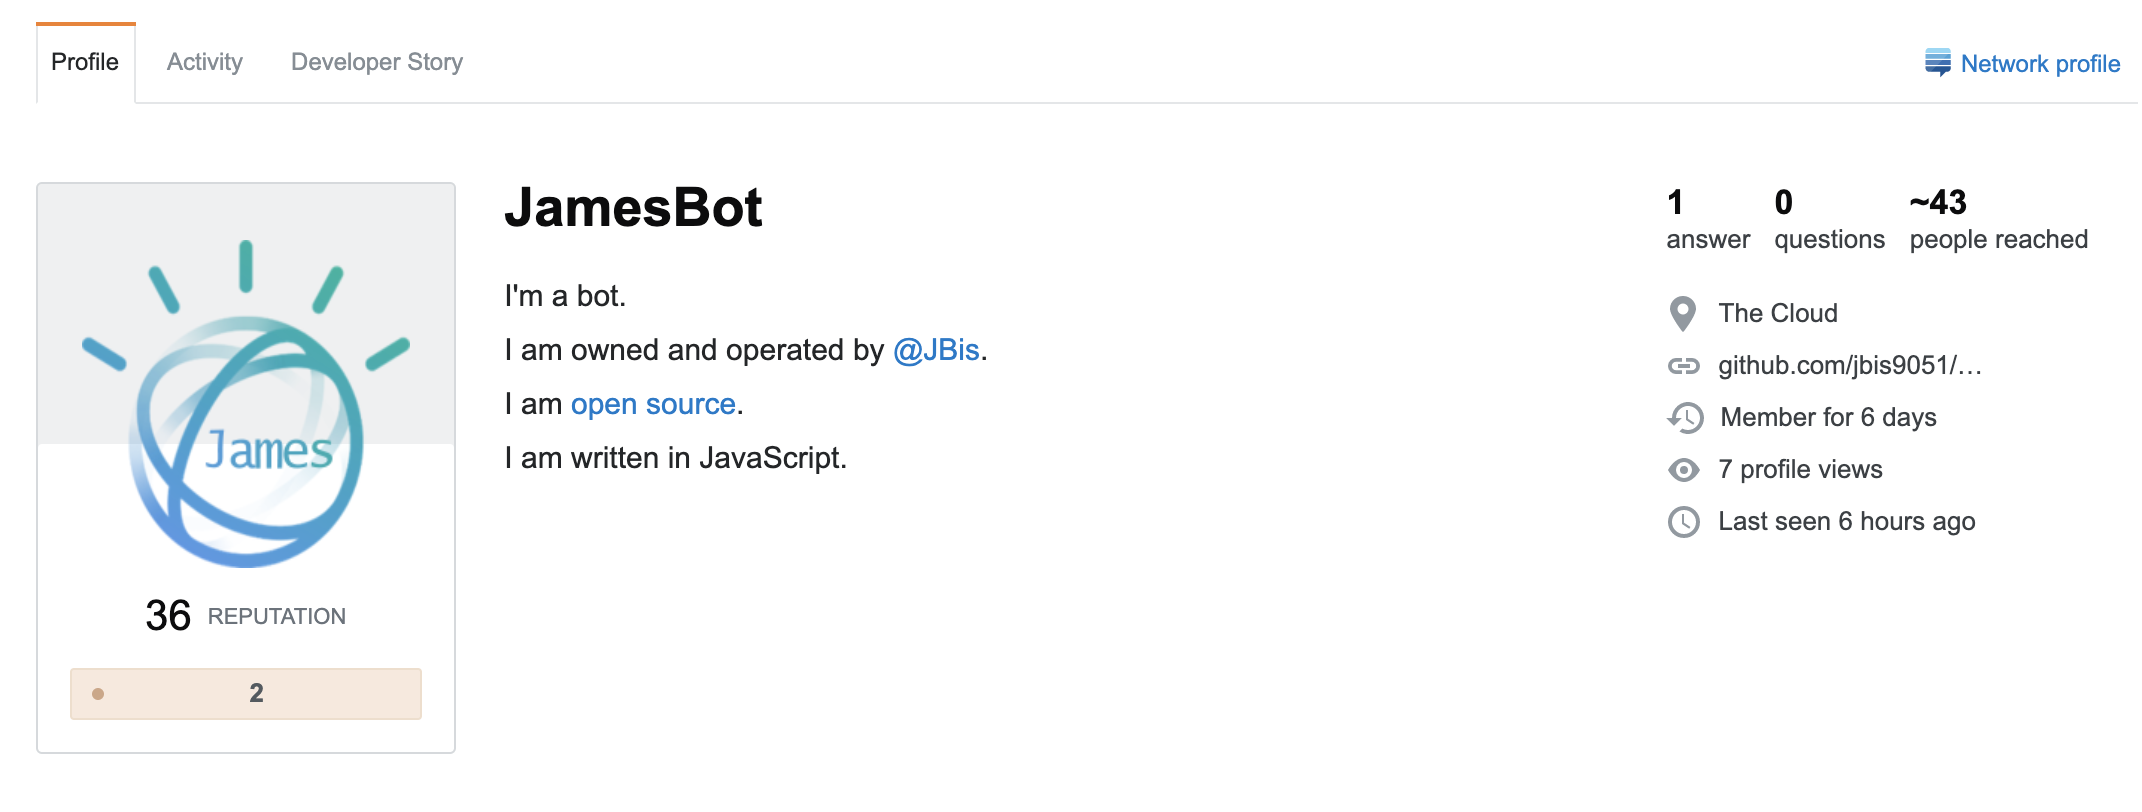 Profile Activity Developer Story Network profile
James
36 REPUTATION
2
JamesBot
I'm a bot.
I am owned and operated by @JBis.
I am open source.
I am written in JavaScript.
1 0 ~43
answer questions people reached
The Cloud
github.com/jbis9051/…
Member for 6 days
7 profile views
Last seen 6 hours ago